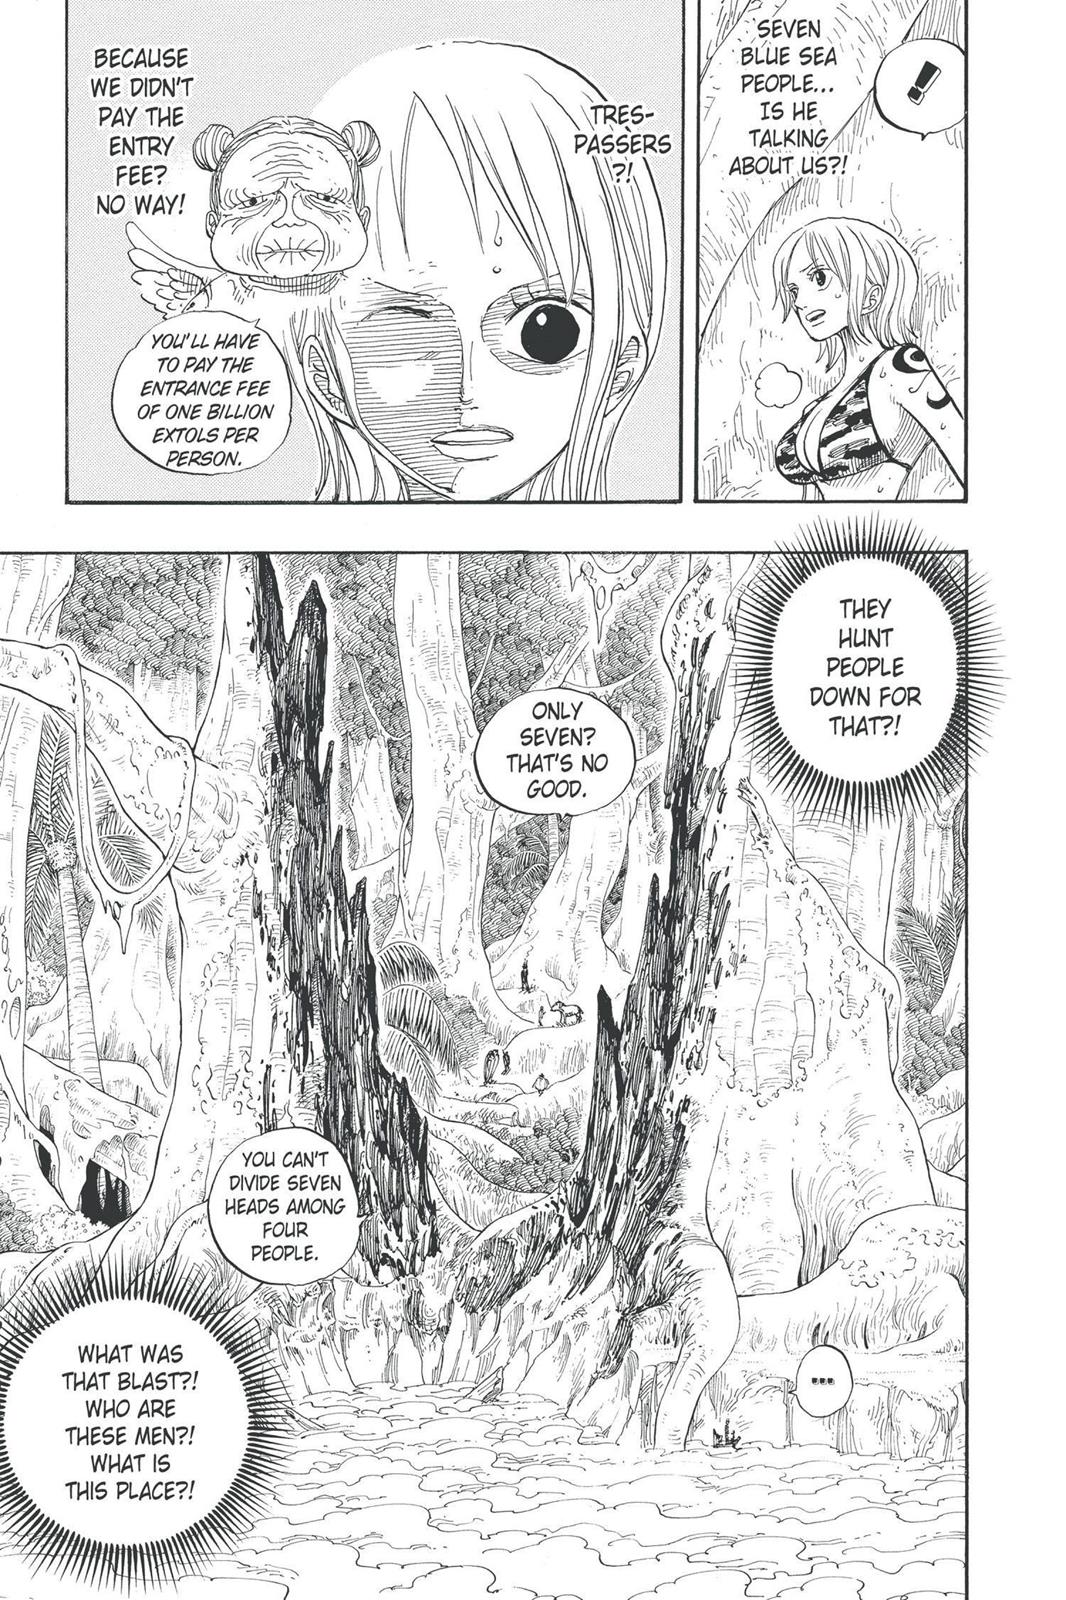 SEVEN
BLUE SEA
PEOPLE...
IS HE
TALKING
ABOUT US?!
!
TRES-
PASSERS
?!
BECAUSE
WE DIDN'T
PAY THE
ENTRY
FEE?
NO WAY!
YOU'LL HAVE
TO PAY THE
ENTRANCE FEE
OF ONE BILLION
EXTOLS PER
PERSON.
THEY
HUNT
PEOPLE
DOWN FOR
THAT?!
ONLY
SEVEN?
THAT'S NO
GOOD.
YOU CAN'T
DIVIDE SEVEN
HEADS AMONG
FOUR
PEOPLE.
...
WHAT WAS
THAT BLAST?!
WHO ARE
THESE MEN?!
WHAT IS
THIS PLACE?!